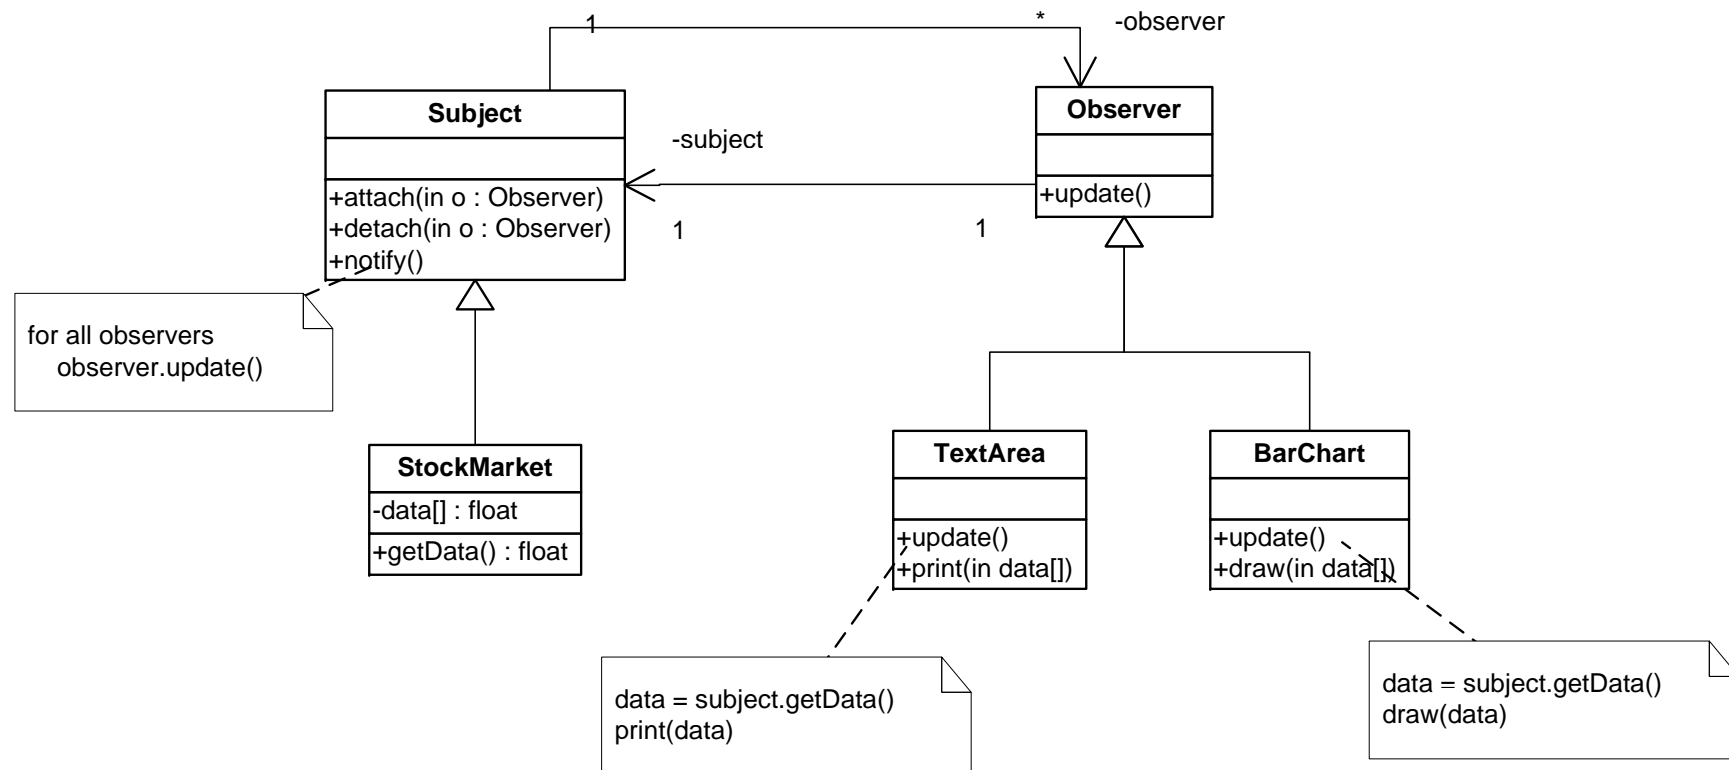 1
*
-observer
Subject
+attach(in o : Observer)
+detach(in o : Observer)
+notify()
-subject
1
1
Observer
+update()
for all observers
observer.update()
StockMarket
-data[] : float
+getData() : float
TextArea
+update()
+print(in data[])
BarChart
+update()
+draw(in data[])
data = subject.getData()
print(data)
data = subject.getData()
draw(data)